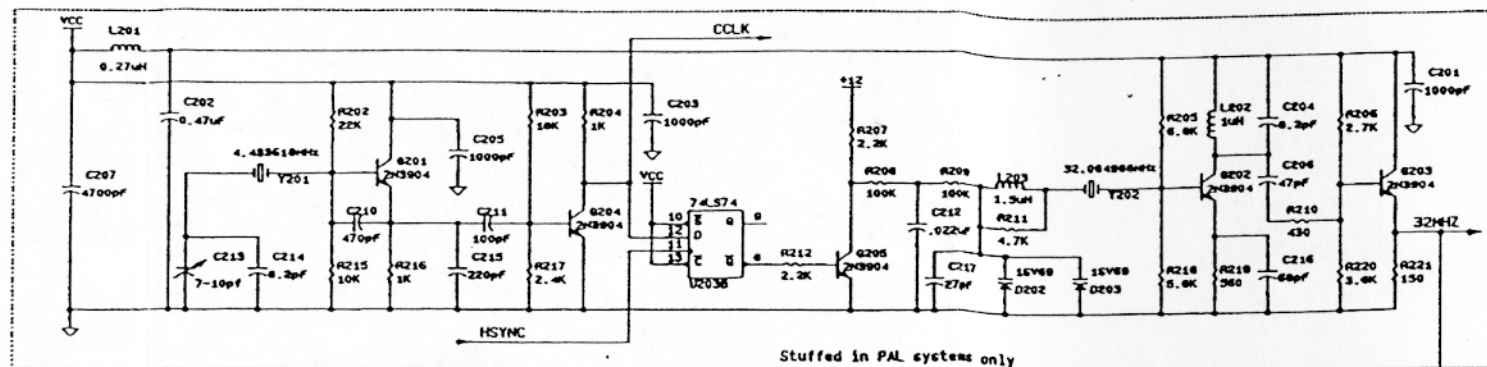 VCC
L201
0.27uH
CCLK
C202
0.47uF
C207
4700pF
R202
22K
C205
1000pf
R203
10K
R204
1K
C203
1000pf
4.433618MHz
Y201
Q201
2N3904
C210
470pf
C211
100pf
Q204
2N3904
C213
7-10pf
C214
8.2pf
R215
10K
R216
1K
C215
220pf
R217
2.4K
HSYNC
VCC
74LS74
10
12
11
13
D
Q
9
Q
6
U203B
R212
2.2K
+12
R207
2.2K
R208
100K
R209
100K
Q205
2N3904
C212
.022uF
L203
1.5uH
R211
4.7K
C217
27pf
1SV69
D202
1SV69
D203
Y202
R205
6.8K
L202
1uH
C204
8.2pf
R206
2.7K
C201
1000pf
Q202
2N3904
C206
47pf
R210
430
Q203
2N3904
32MHZ
R218
5.6K
R219
560
C216
68pf
R220
3.6K
R221
150
Stuffed in PAL systems only